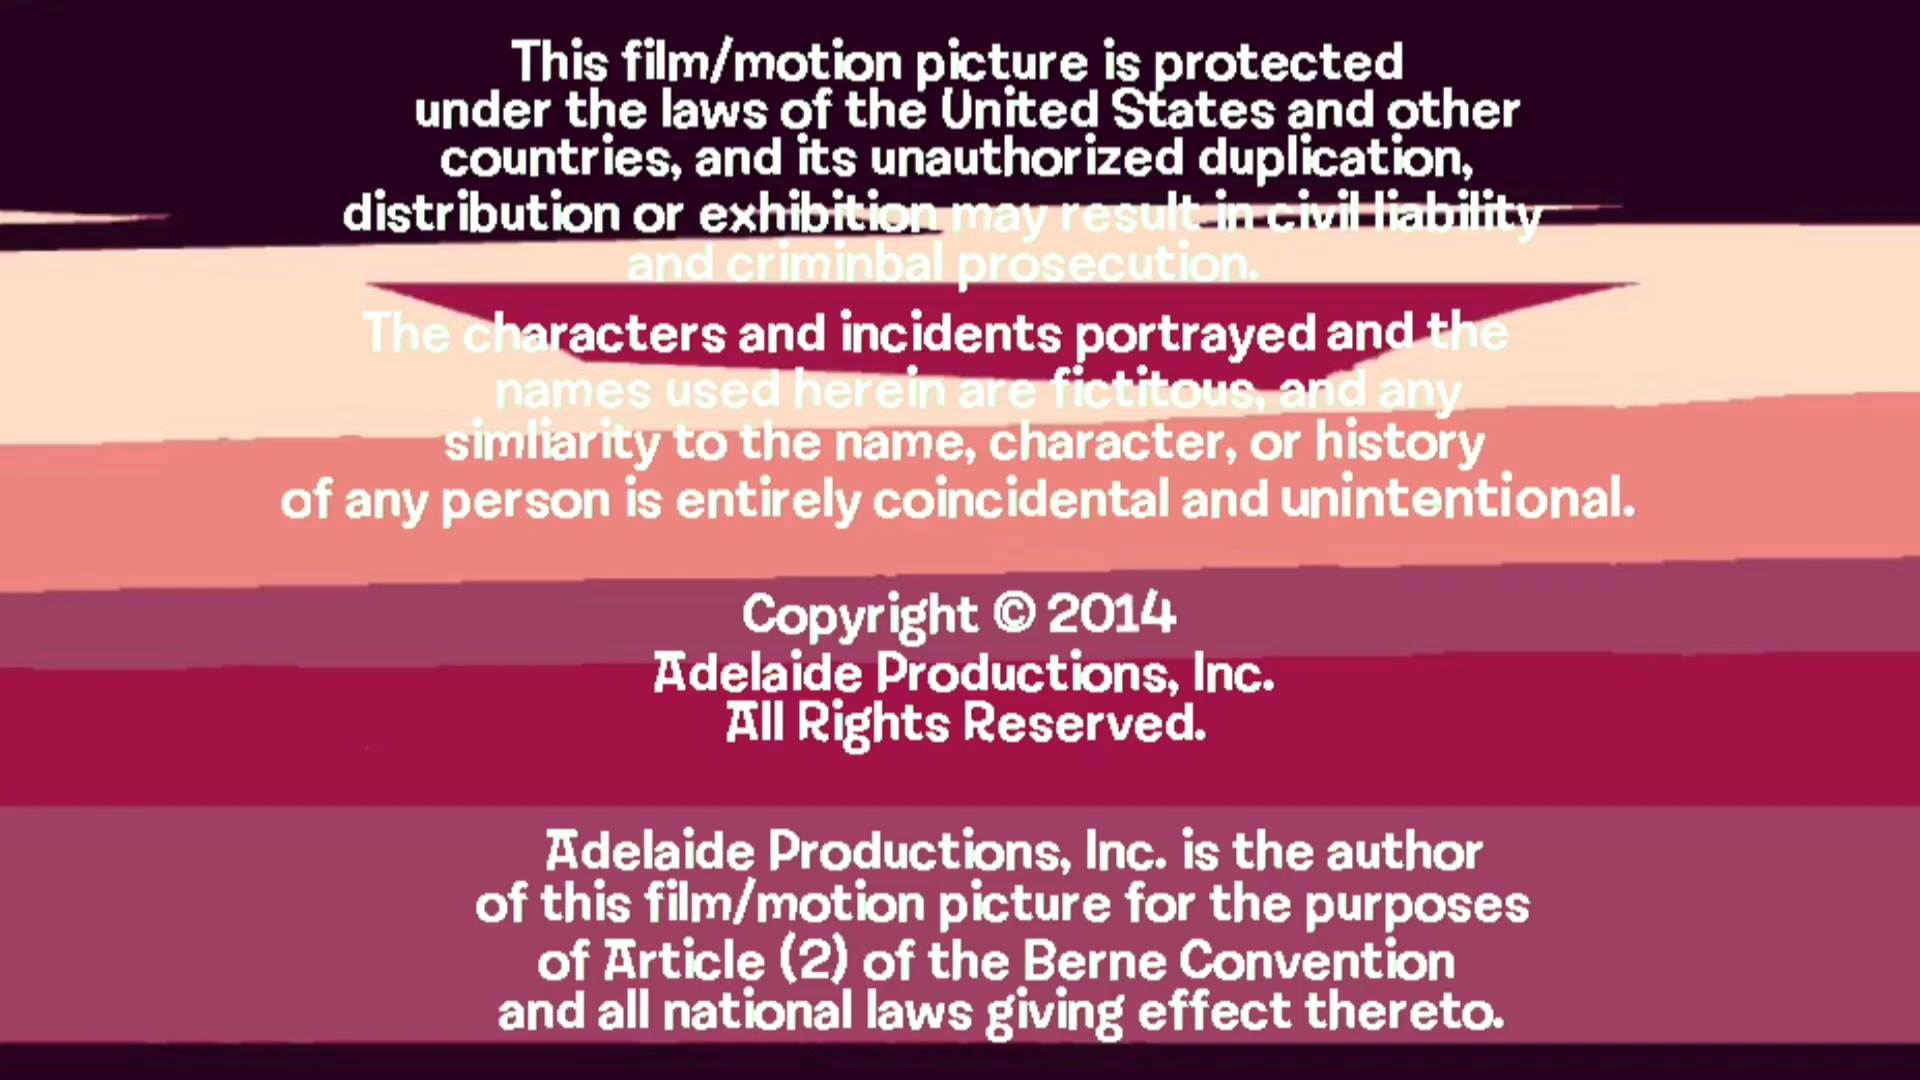 This film/motion picture is protected
under the laws of the United States and other
countries, and its unauthorized duplication,
distribution or exhibition may result in civil liability
and criminbal prosecution.
The characters and incidents portrayed and the
names used herein are fictitous, and any
simliarity to the name, character, or history
of any person is entirely coincidental and unintentional.
Copyright © 2014
Adelaide Productions, Inc.
All Rights Reserved.
Adelaide Productions, Inc. is the author
of this film/motion picture for the purposes
of Article (2) of the Berne Convention
and all national laws giving effect thereto.